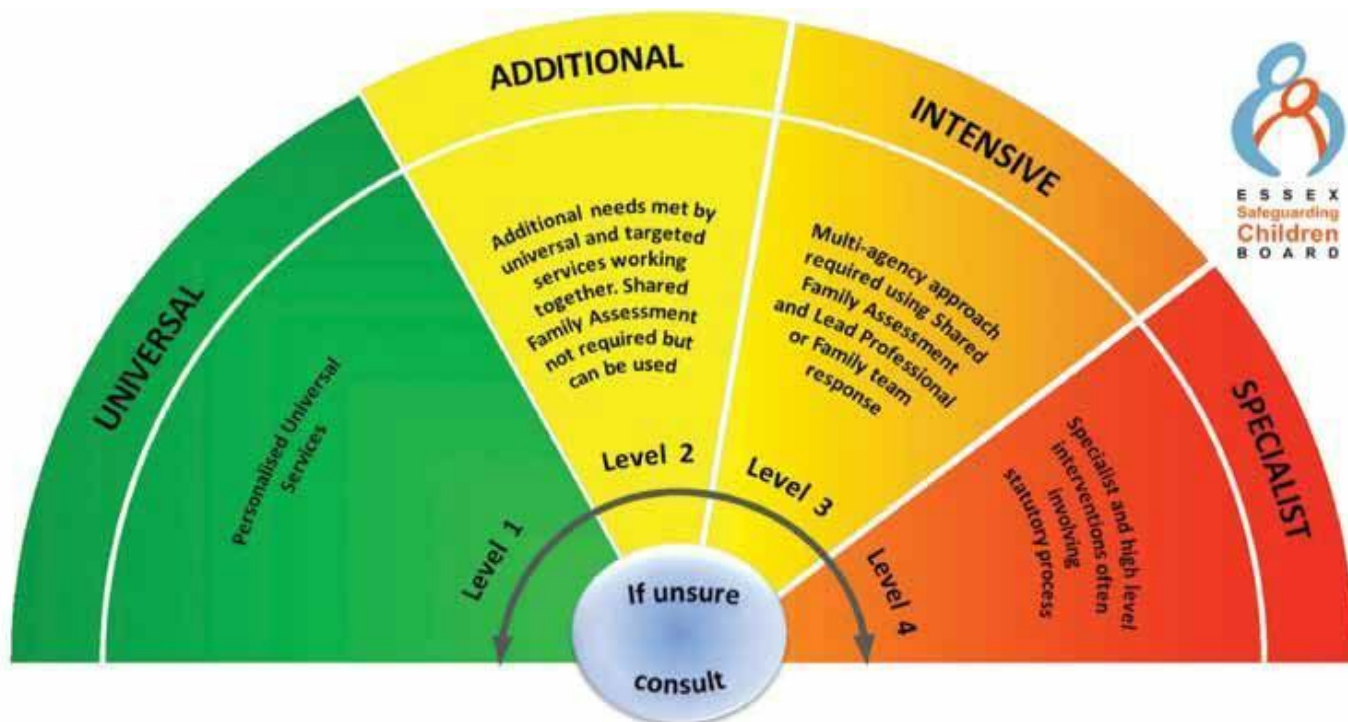 UNIVERSAL
Personalised Universal
Services
Level 1
ADDITIONAL
Additional needs met by
universal and targeted
services working
together. Shared
Family Assessment
not required but
can be used
Level 2
INTENSIVE
Multi-agency approach
required using Shared
Family Assessment
and Lead Professional
or Family team
response
Level 3
SPECIALIST
Specialist and high level
interventions often
involving
statutory process
Level 4
If unsure
consult
ESSEX
Safeguarding
Children
BOARD